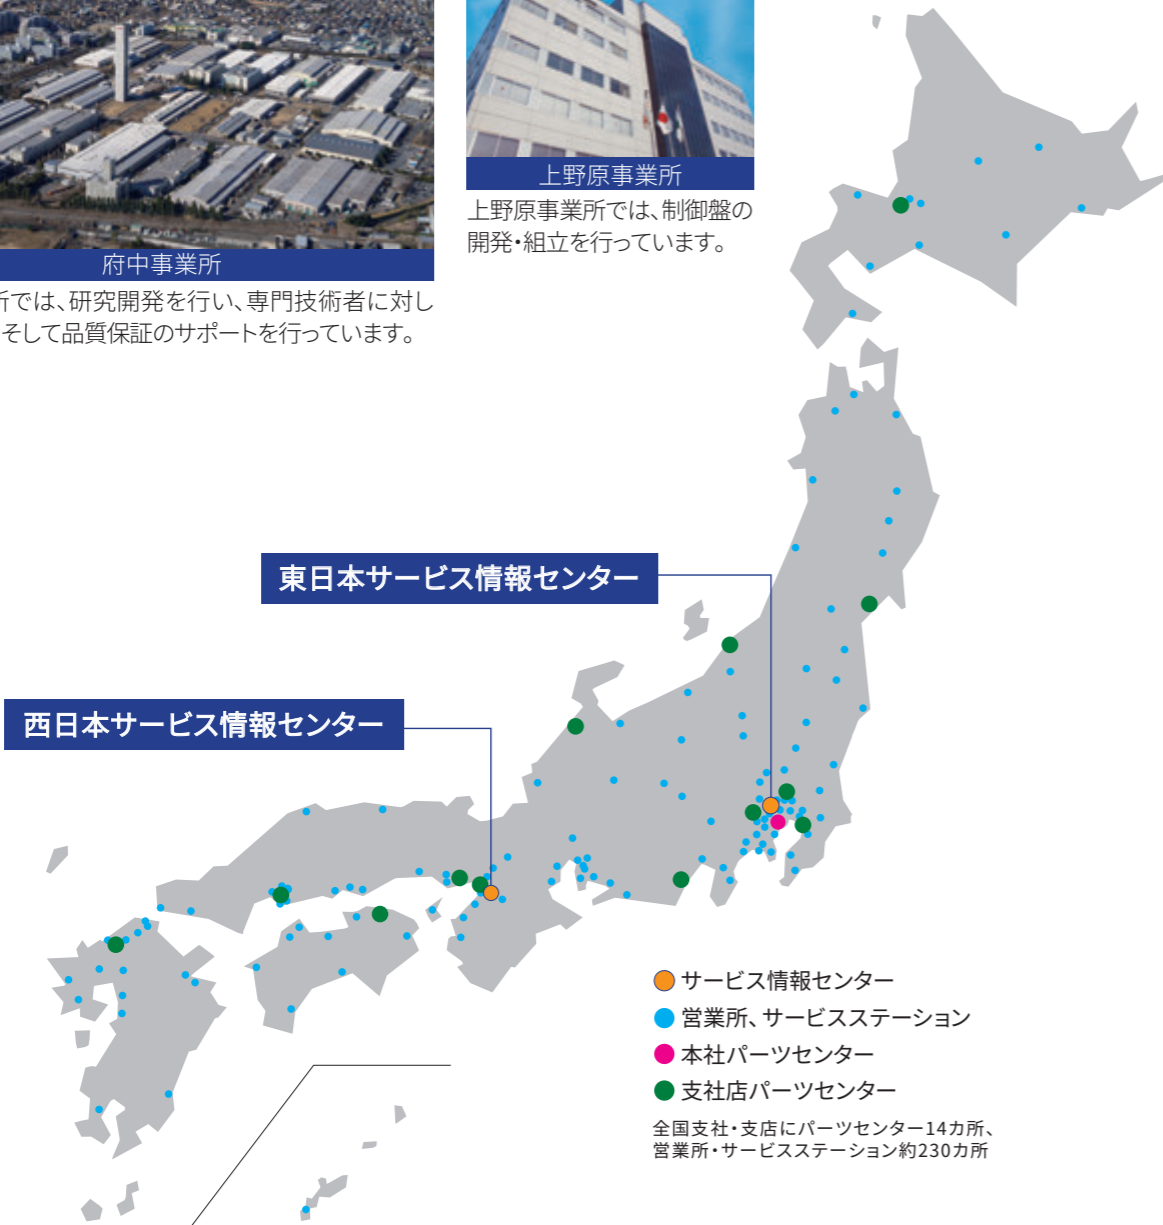 府中事業所
所では、研究開発を行い、専門技術者に対し
そして品質保証のサポートを行っています。
上野原事業所
上野原事業所では、制御盤の
開発・組立を行っています。
東日本サービス情報センター
西日本サービス情報センター
サービス情報センター
営業所、サービスステーション
本社パーツセンター
支社店パーツセンター
全国支社・支店にパーツセンター14カ所、
営業所・サービスステーション約230カ所